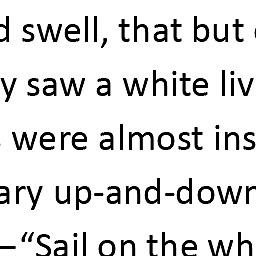 d swell, that but
y saw a white liv
were almost ins
ary up-and-down
—“Sail on the wh